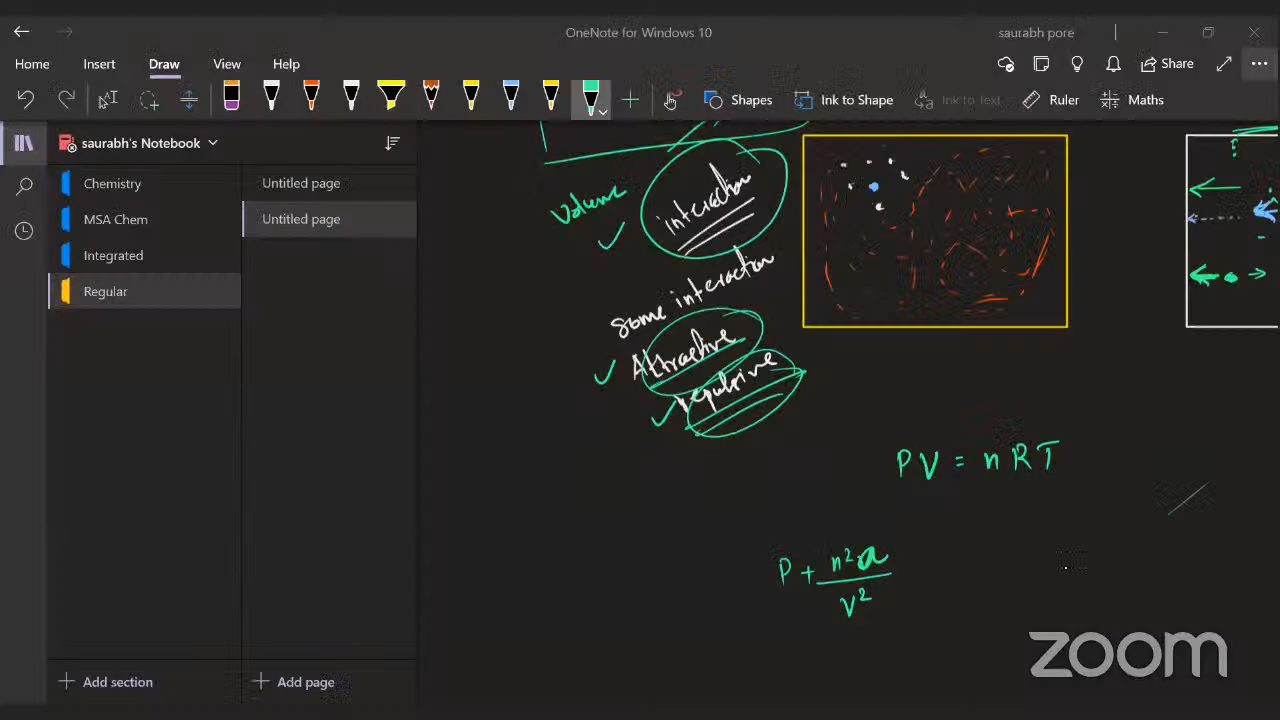 OneNote for Windows 10
saurabh pore
Home Insert Draw View Help
Share
Shapes Ink to Shape Ink to Text Ruler Maths
saurabh's Notebook
Chemistry
MSA Chem
Integrated
Regular
Untitled page
Untitled page
Add section
Add page
Volume
interaction
some interaction
Attractive
repulsive
?
PV = nRT
P + n²a
V²
zoom